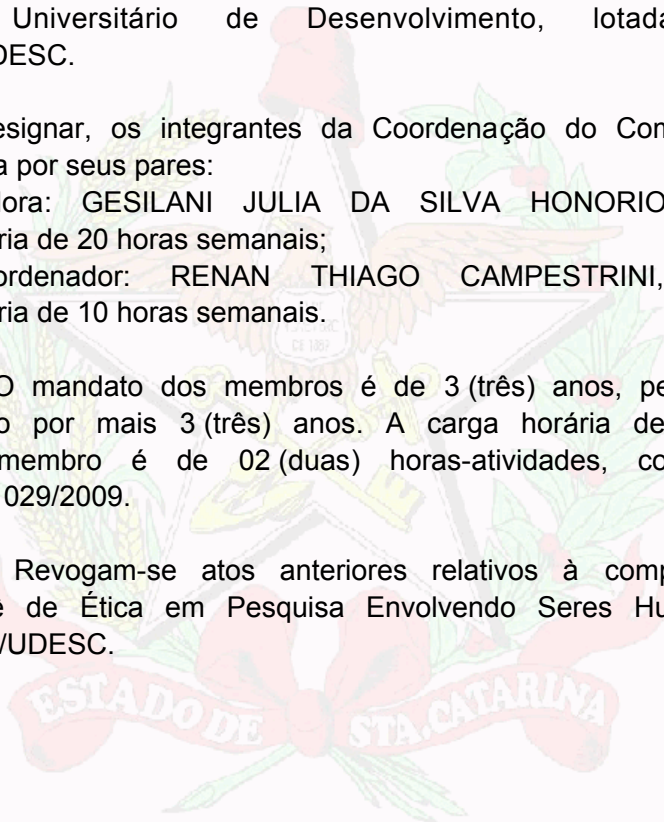 Universitário de Desenvolvimento, lotada
DESC.
esignar, os integrantes da Coordenação do Com
a por seus pares:
dora: GESILANI JULIA DA SILVA HONORIO
ria de 20 horas semanais;
ordenador: RENAN THIAGO CAMPESTRINI,
ria de 10 horas semanais.
O mandato dos membros é de 3 (três) anos, pe
o por mais 3 (três) anos. A carga horária de
membro é de 02 (duas) horas-atividades, co
029/2009.
Revogam-se atos anteriores relativos à comp
e de Ética em Pesquisa Envolvendo Seres Hu
/UDESC.
ESTADO DE STA. CATARINA